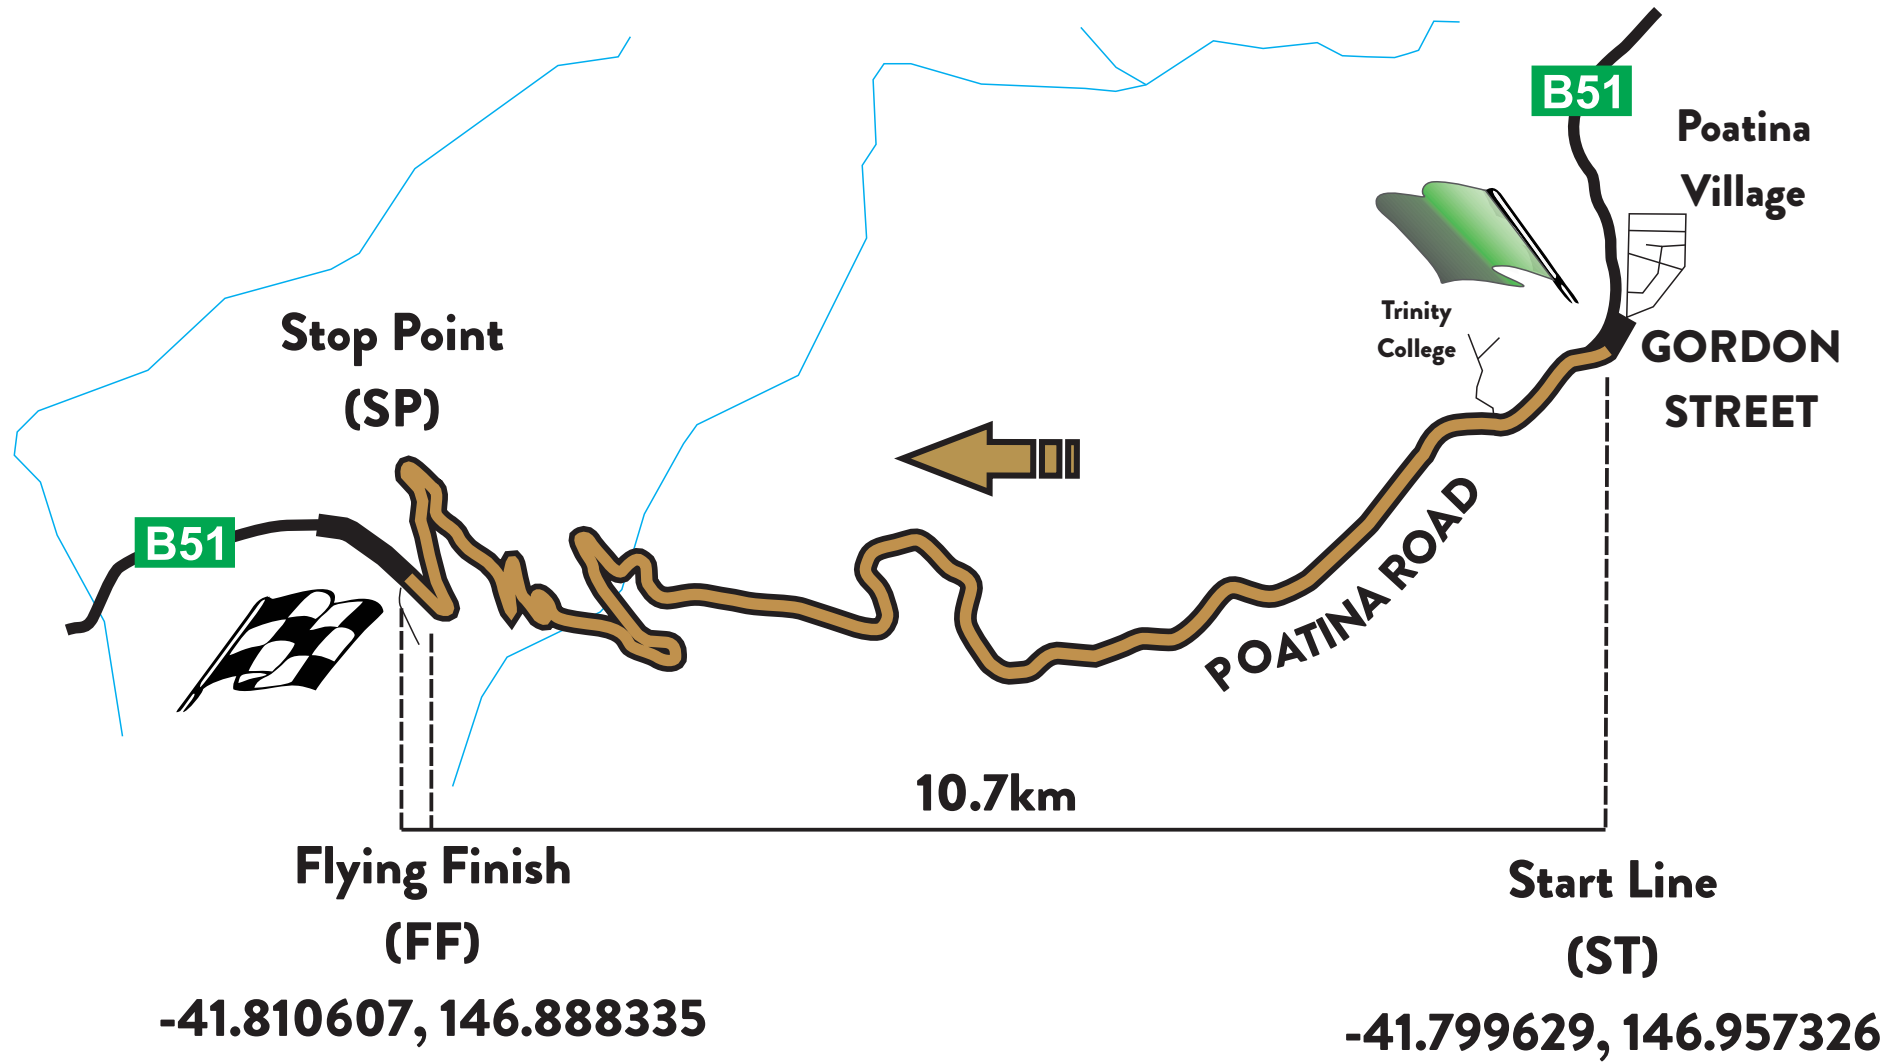 B51
Poatina
Village
Trinity
College
GORDON
STREET
Stop Point
(SP)
B51
POATINA ROAD
10.7km
Flying Finish
(FF)
-41.810607, 146.888335
Start Line
(ST)
-41.799629, 146.957326